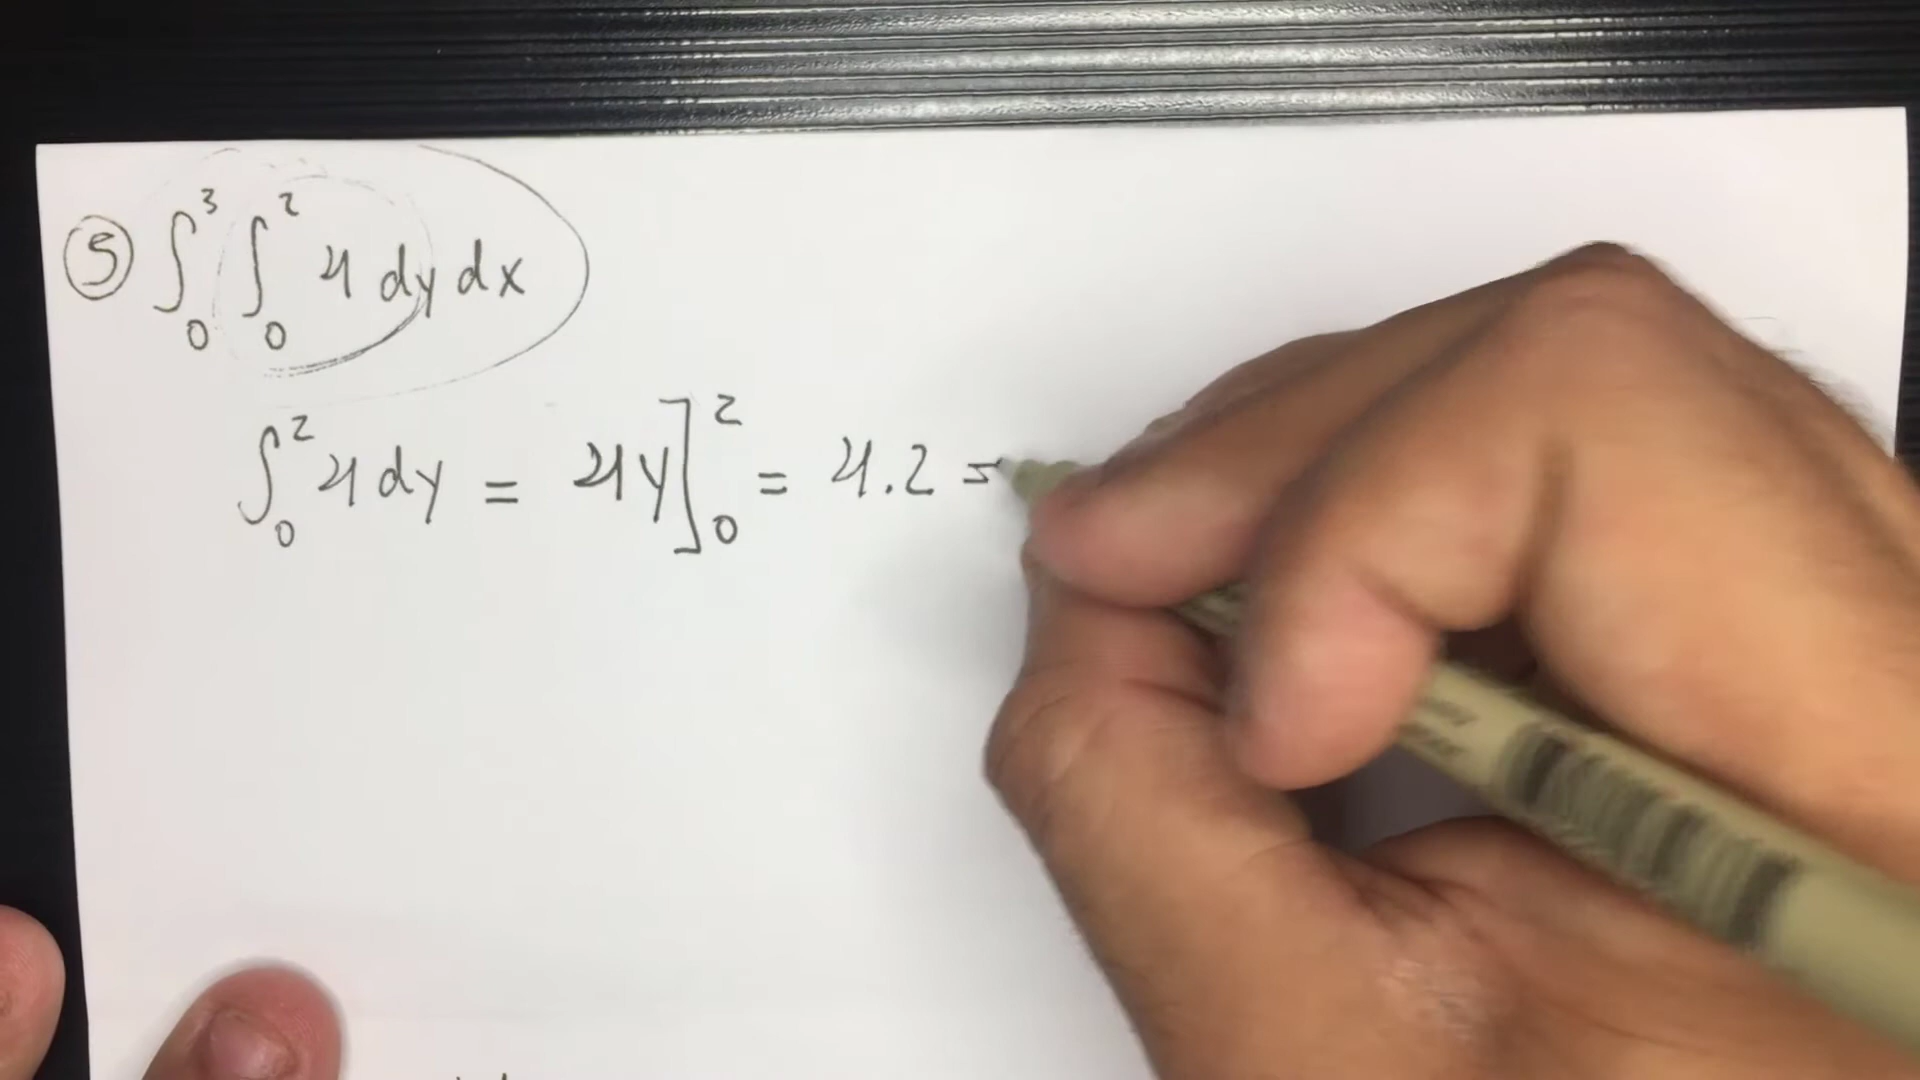 ⑤ ∫₀³ ∫₀² 4 dy dx
∫₀² 4 dy = 4y]₀² = 4.2 =